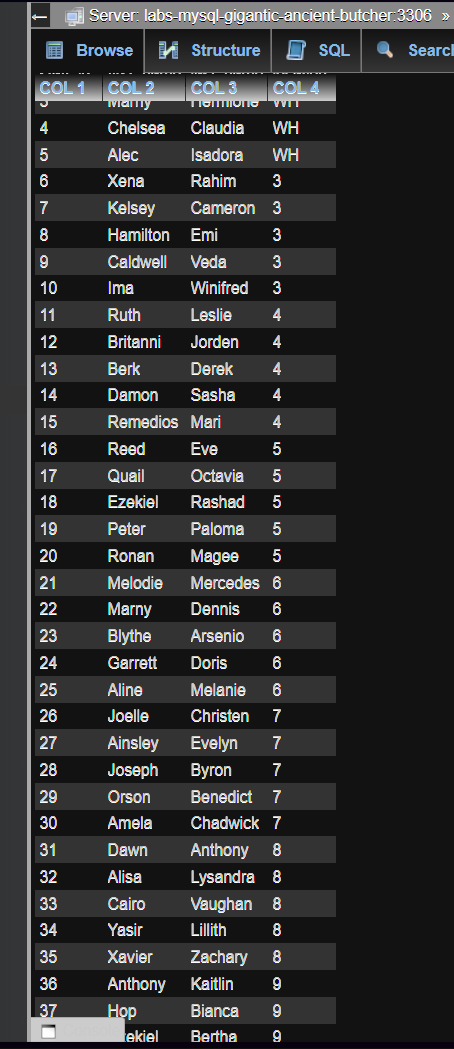 ← Server: labs-mysql-gigantic-ancient-butcher:3306 »
Browse Structure SQL Searc
COL 1 COL 2 COL 3 COL 4
3 Marny Hermione WH
4 Chelsea Claudia WH
5 Alec Isadora WH
6 Xena Rahim 3
7 Kelsey Cameron 3
8 Hamilton Emi 3
9 Caldwell Veda 3
10 Ima Winifred 3
11 Ruth Leslie 4
12 Britanni Jorden 4
13 Berk Derek 4
14 Damon Sasha 4
15 Remedios Mari 4
16 Reed Eve 5
17 Quail Octavia 5
18 Ezekiel Rashad 5
19 Peter Paloma 5
20 Ronan Magee 5
21 Melodie Mercedes 6
22 Marny Dennis 6
23 Blythe Arsenio 6
24 Garrett Doris 6
25 Aline Melanie 6
26 Joelle Christen 7
27 Ainsley Evelyn 7
28 Joseph Byron 7
29 Orson Benedict 7
30 Amela Chadwick 7
31 Dawn Anthony 8
32 Alisa Lysandra 8
33 Cairo Vaughan 8
34 Yasir Lillith 8
35 Xavier Zachary 8
36 Anthony Kaitlin 9
37 Hop Bianca 9
ekiel Bertha 9